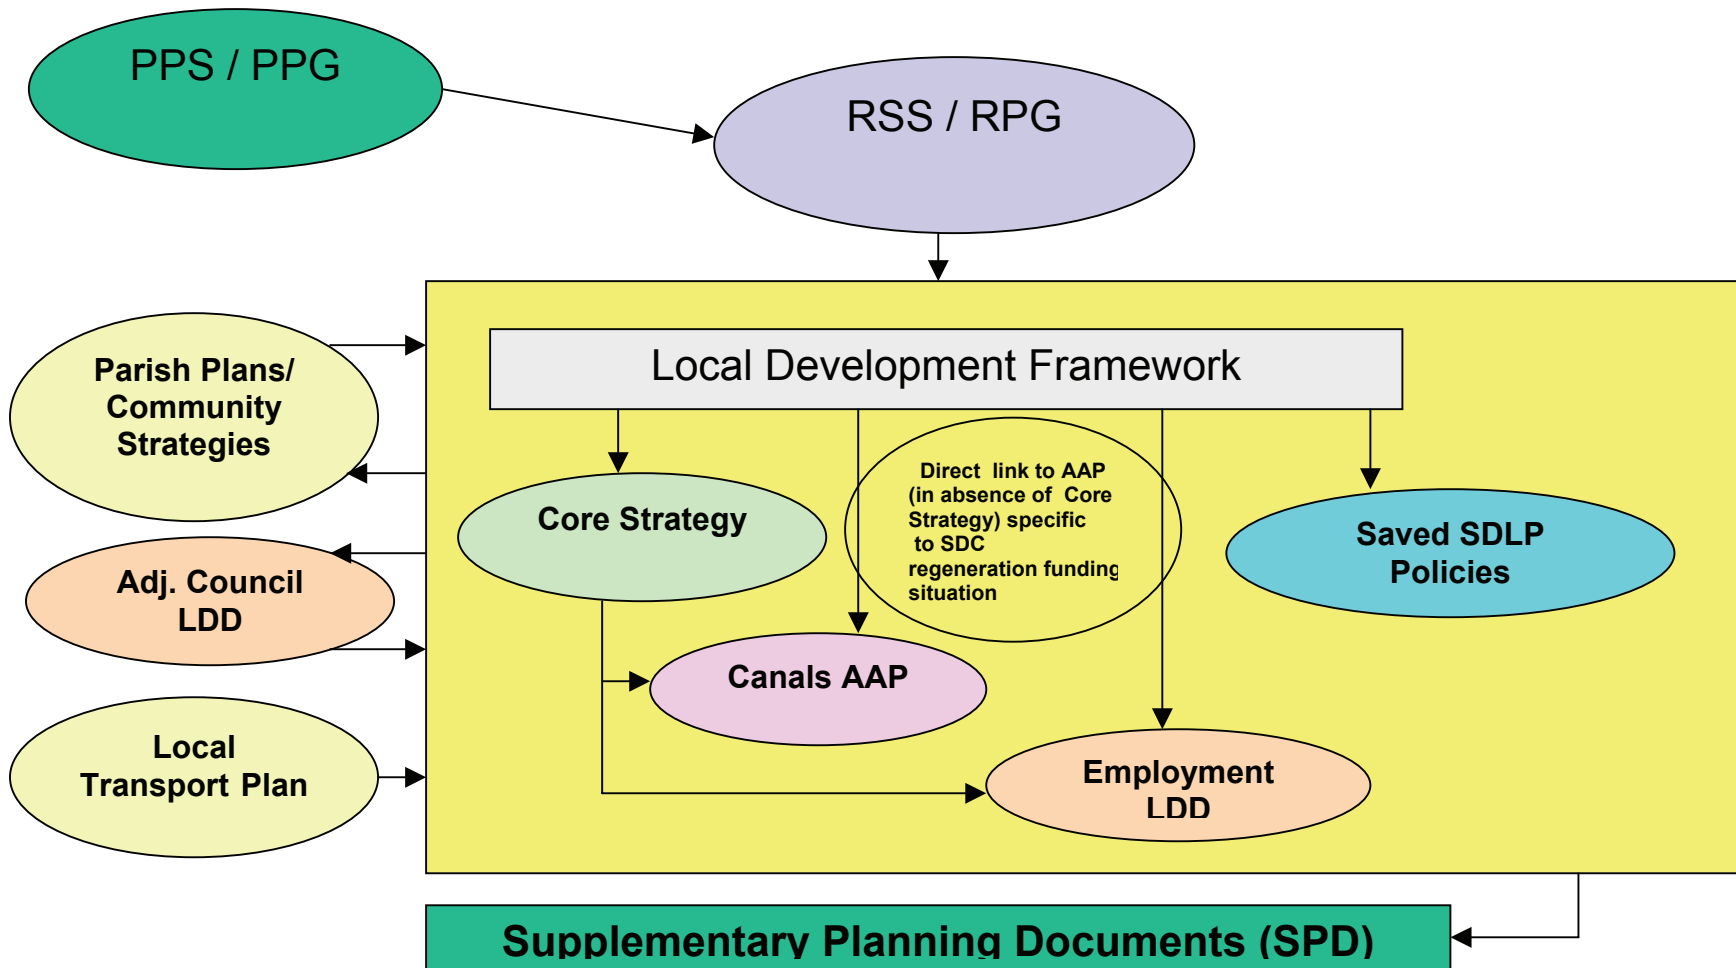 PPS / PPG
RSS / RPG
Local Development Framework
Parish Plans/
Community
Strategies
Direct link to AAP
(in absence of Core
Strategy) specific
to SDC
regeneration funding
situation
Core Strategy
Saved SDLP
Policies
Adj. Council
LDD
Canals AAP
Local
Transport Plan
Employment
LDD
Supplementary Planning Documents (SPD)